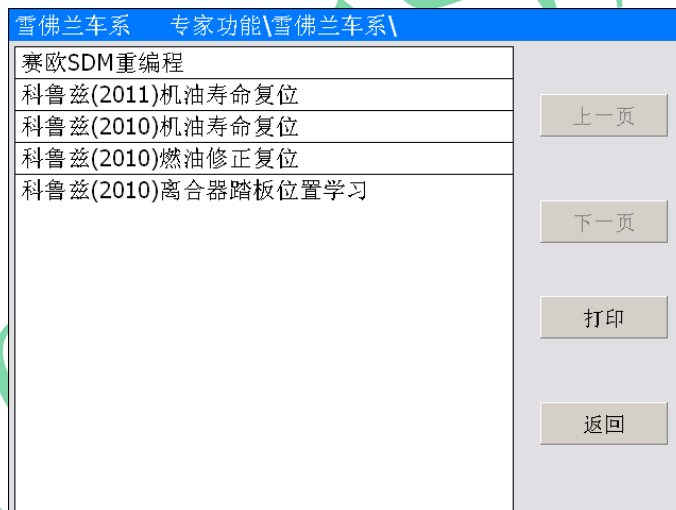 雪佛兰车系 专家功能\雪佛兰车系\
赛欧SDM重编程
科鲁兹(2011)机油寿命复位
科鲁兹(2010)机油寿命复位
科鲁兹(2010)燃油修正复位
科鲁兹(2010)离合器踏板位置学习
上一页
下一页
打印
返回